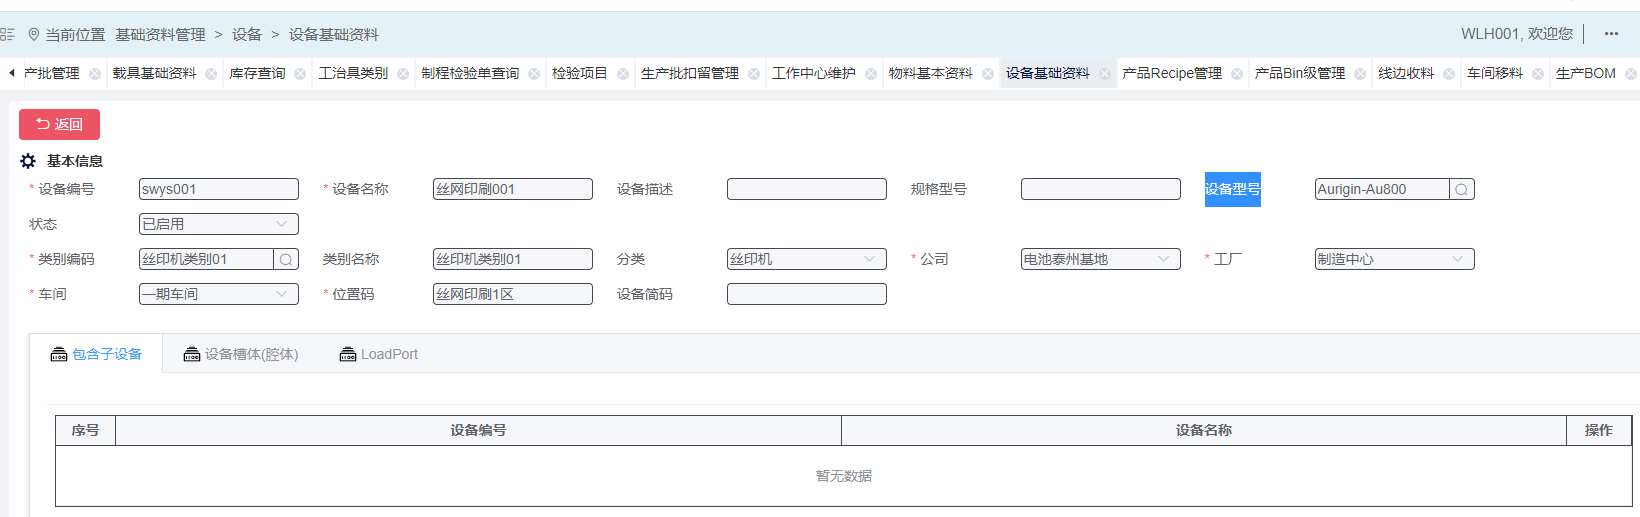 当前位置 基础资料管理 > 设备 > 设备基础资料 WLH001, 欢迎您
产批管理 载具基础资料 库存查询 工治具类别 制程检验单查询 检验项目 生产批扣留管理 工作中心维护 物料基本资料 设备基础资料 产品Recipe管理 产品Bin级管理 线边收料 车间移料 生产BOM
返回
基本信息
* 设备编号 swys001 * 设备名称 丝网印刷001 设备描述 规格型号 设备型号 Aurigin-Au800
状态 已启用
* 类别编码 丝印机类别01 类别名称 丝印机类别01 分类 丝印机 * 公司 电池泰州基地 * 工厂 制造中心
* 车间 一期车间 * 位置码 丝网印刷1区 设备简码
包含子设备 设备槽体(腔体) LoadPort
序号 设备编号 设备名称 操作
暂无数据